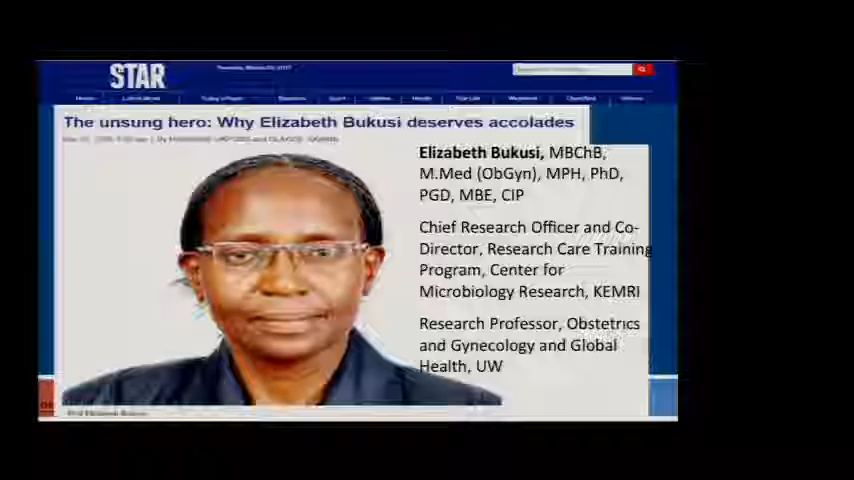 STAR
The unsung hero: Why Elizabeth Bukusi deserves accolades
Elizabeth Bukusi, MBChB,
M.Med (ObGyn), MPH, PhD,
PGD, MBE, CIP
Chief Research Officer and Co-
Director, Research Care Training
Program, Center for
Microbiology Research, KEMRI
Research Professor, Obstetrics
and Gynecology and Global
Health, UW